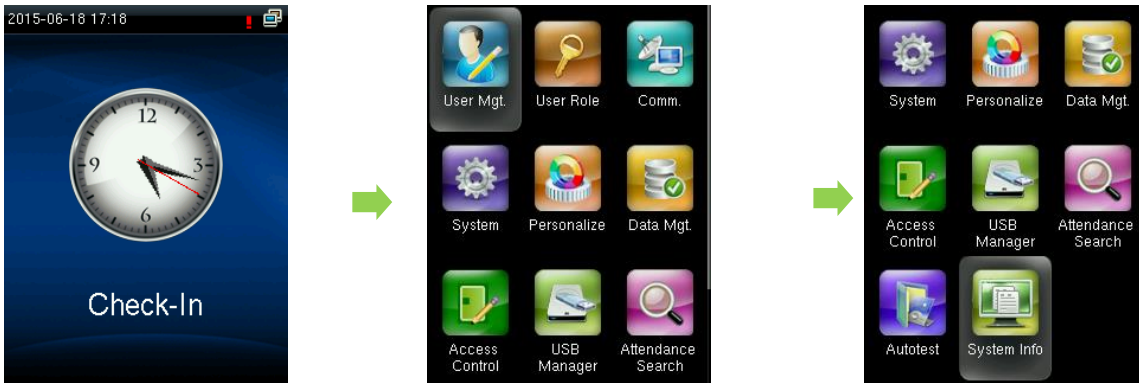 2015-06-18 17:18
12
9
3
6
Check-In
User Mgt.
User Role
Comm.
System
Personalize
Data Mgt.
Access
Control
USB
Manager
Attendance
Search
System
Personalize
Data Mgt.
Access
Control
USB
Manager
Attendance
Search
Autotest
System Info